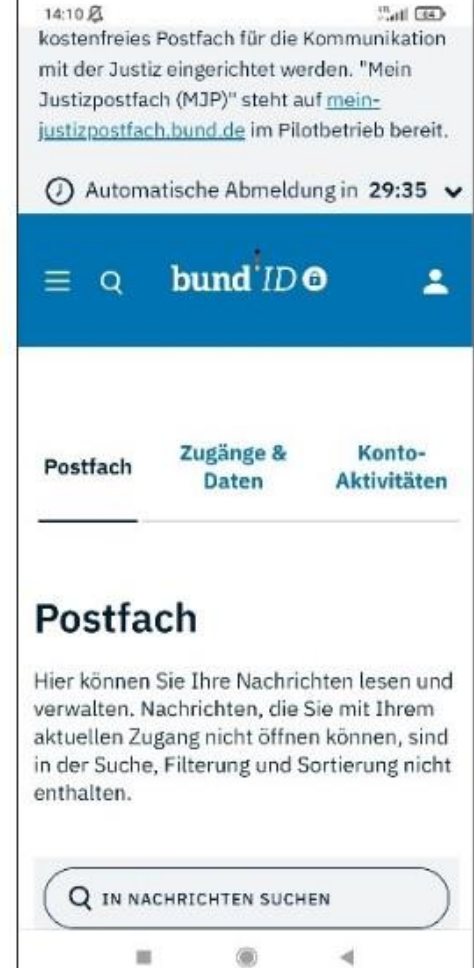 14:10
64
kostenfreies Postfach für die Kommunikation
mit der Justiz eingerichtet werden. "Mein
Justizpostfach (MJP)" steht auf mein-
justizpostfach.bund.de im Pilotbetrieb bereit.
Automatische Abmeldung in 29:35
bund ID
Postfach
Zugänge &
Daten
Konto-
Aktivitäten
Postfach
Hier können Sie Ihre Nachrichten lesen und
verwalten. Nachrichten, die Sie mit Ihrem
aktuellen Zugang nicht öffnen können, sind
in der Suche, Filterung und Sortierung nicht
enthalten.
IN NACHRICHTEN SUCHEN